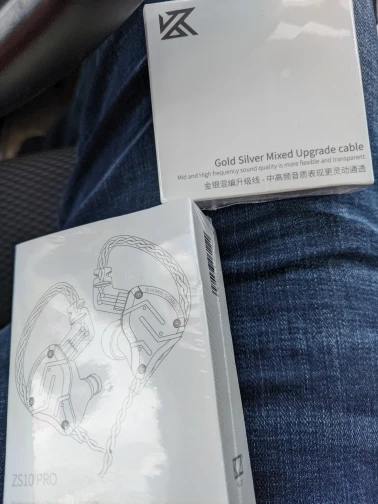 KZ
Gold Silver Mixed Upgrade cable
Mid and High frequency sound quality is more flexible and transparent
金银混编升级线 - 中高频音质表现更灵动通透
ZS10 PRO
KZ